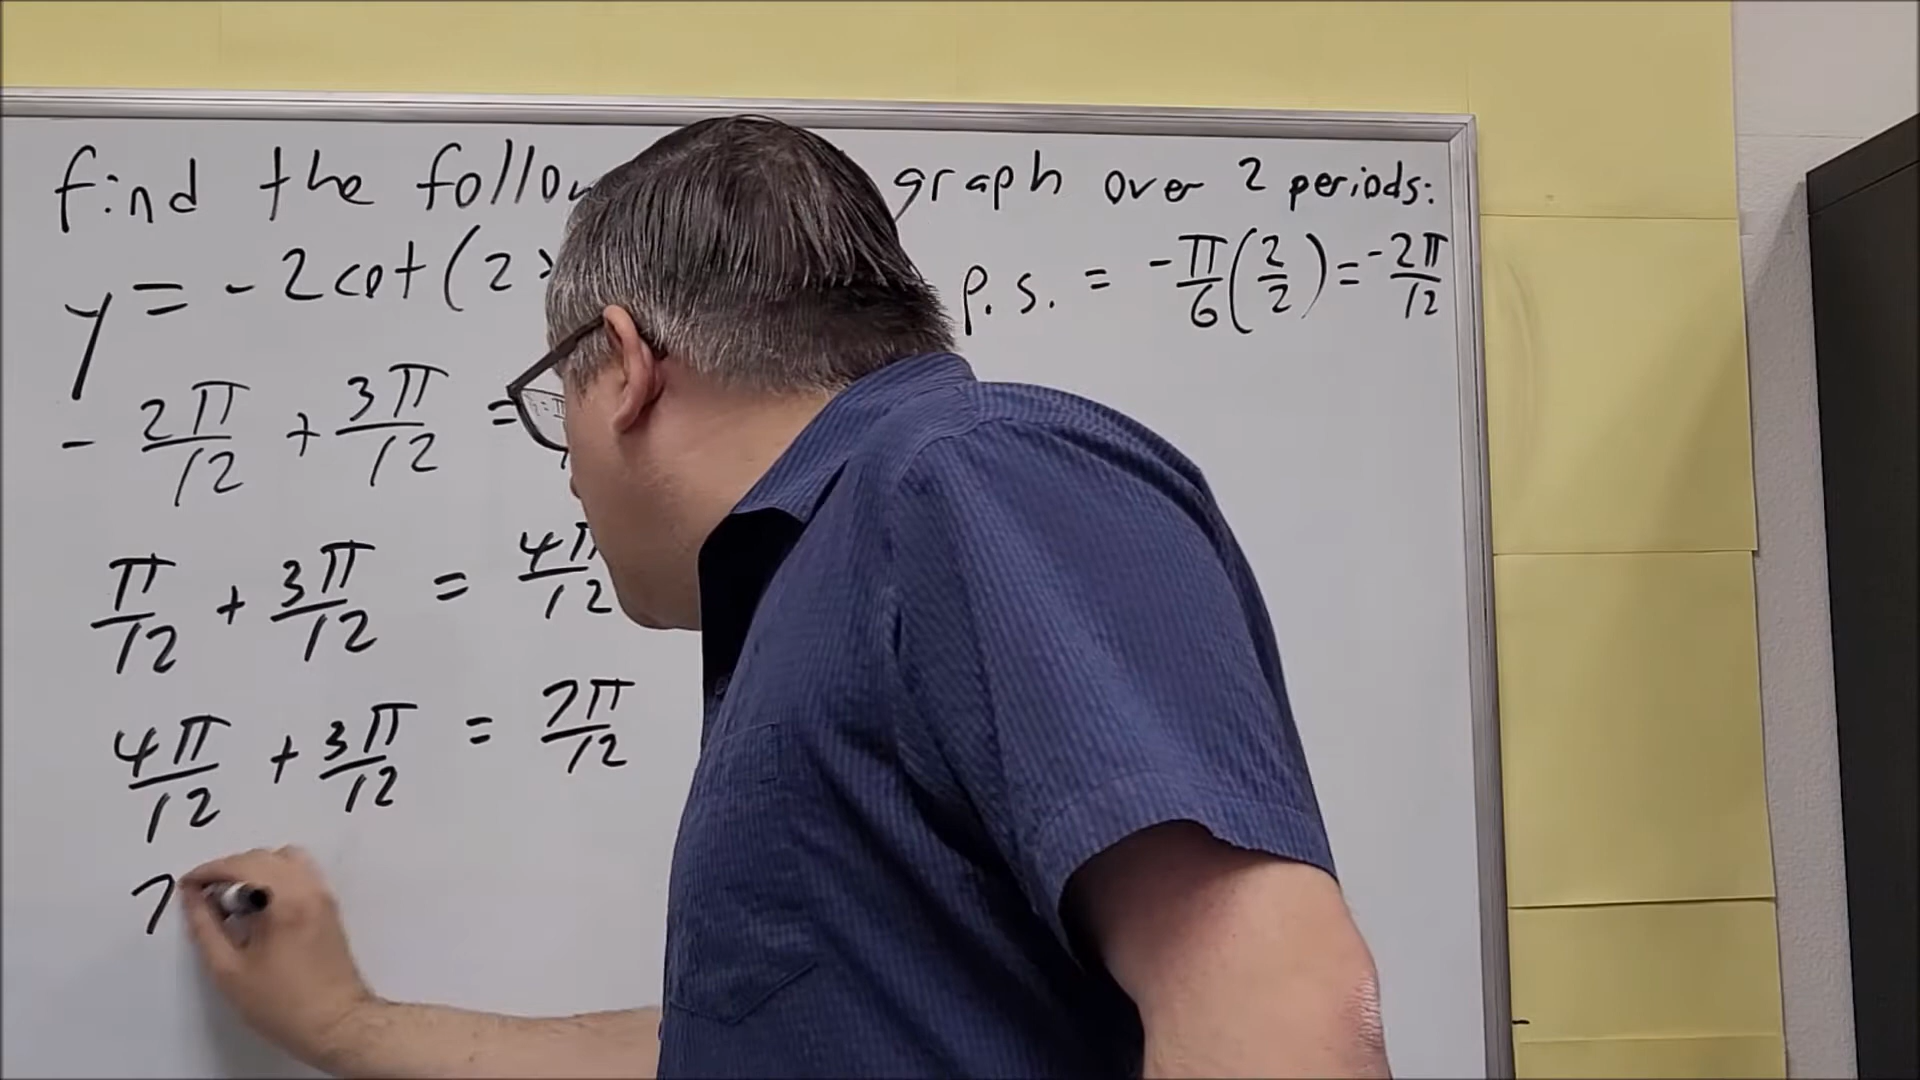 find the follo graph over 2 periods:
y = -2cot(2 p.s. = -π/6(2/2) = -2π/12
- 2π/12 + 3π/12 =
π/12 + 3π/12 = 4π/12
4π/12 + 3π/12 = 7π/12
7